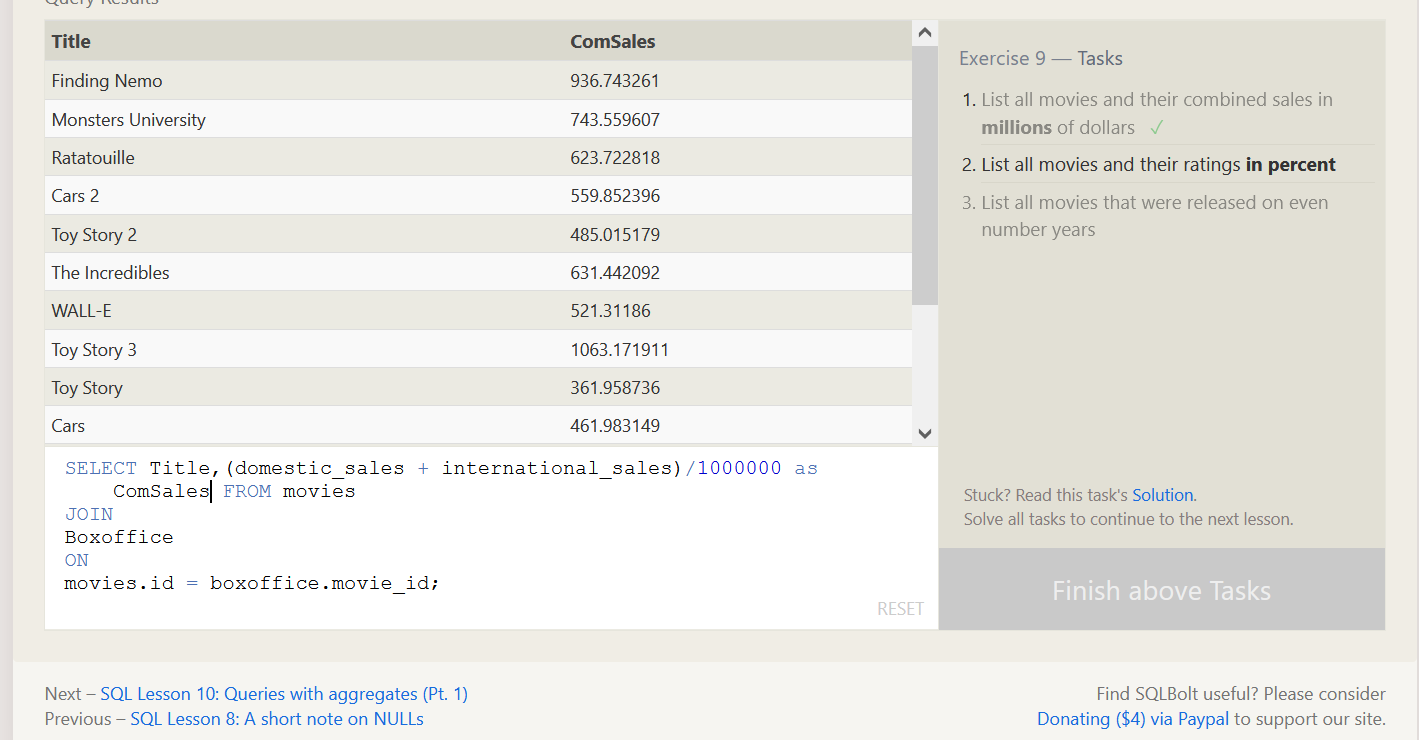 Query Results
Title ComSales
Finding Nemo 936.743261
Monsters University 743.559607
Ratatouille 623.722818
Cars 2 559.852396
Toy Story 2 485.015179
The Incredibles 631.442092
WALL-E 521.31186
Toy Story 3 1063.171911
Toy Story 361.958736
Cars 461.983149
SELECT Title,(domestic_sales + international_sales)/1000000 as
ComSales FROM movies
JOIN
Boxoffice
ON
movies.id = boxoffice.movie_id;
RESET
Exercise 9 — Tasks
1. List all movies and their combined sales in
millions of dollars ✓
2. List all movies and their ratings in percent
3. List all movies that were released on even
number years
Stuck? Read this task's Solution.
Solve all tasks to continue to the next lesson.
Finish above Tasks
Next – SQL Lesson 10: Queries with aggregates (Pt. 1)
Previous – SQL Lesson 8: A short note on NULLs
Find SQLBolt useful? Please consider
Donating ($4) via Paypal to support our site.